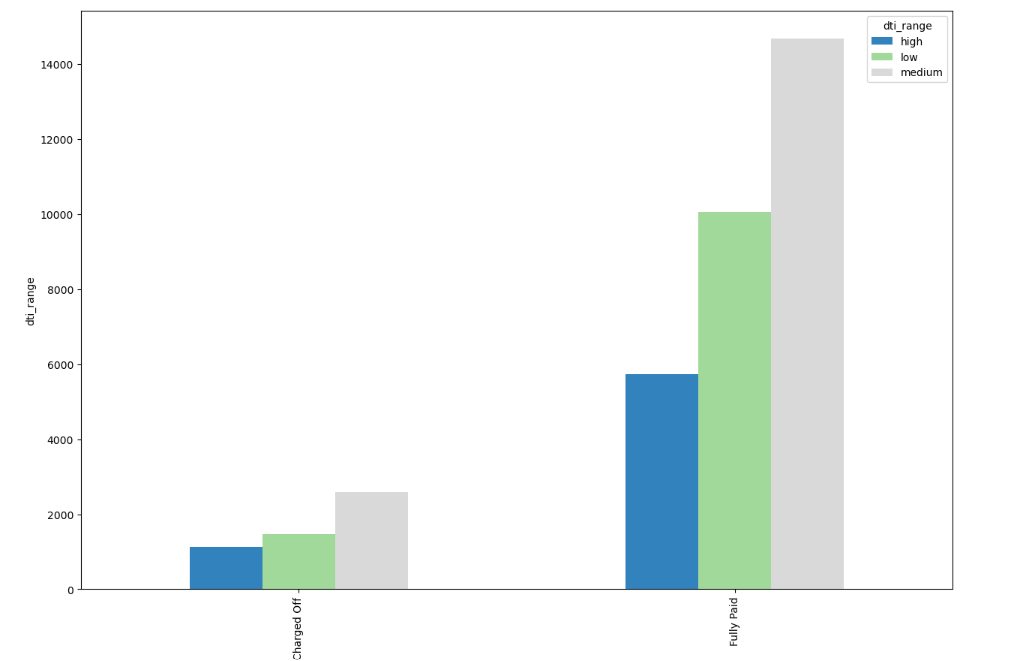 dti_range
high
low
medium
14000
12000
10000
8000
6000
4000
2000
0
dti_range
Charged Off
Fully Paid